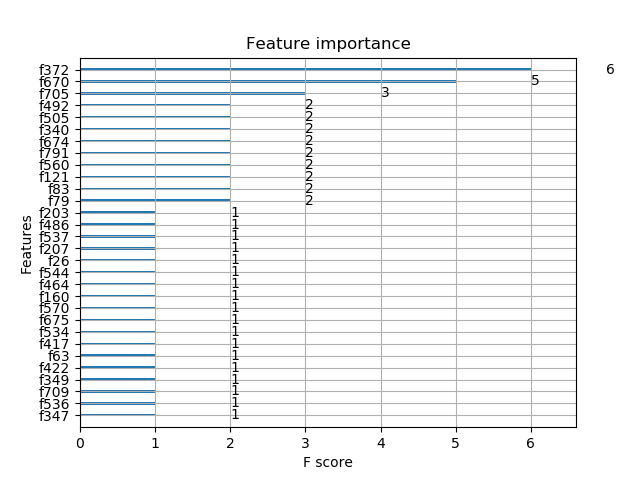 Feature importance
f372 6
f670 5
f705 3
f492 2
f505 2
f340 2
f674 2
f791 2
f560 2
f121 2
f83 2
f79 2
f203 1
f486 1
f537 1
f207 1
f26 1
f544 1
f464 1
f160 1
f570 1
f675 1
f534 1
f417 1
f63 1
f422 1
f349 1
f709 1
f536 1
f347 1
Features
0 1 2 3 4 5 6
F score